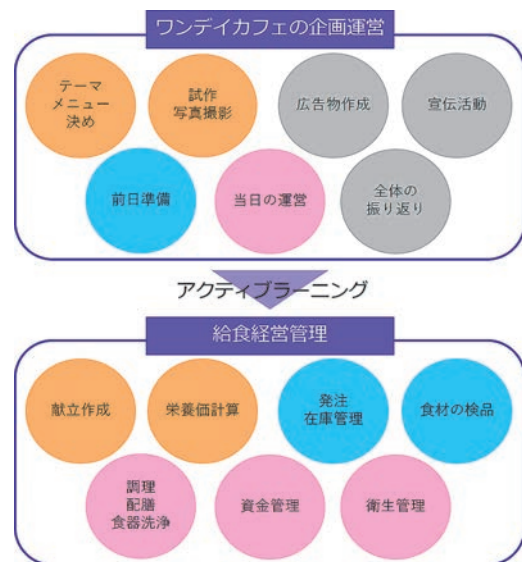 ワンデイカフェの企画運営
テーマ
メニュー
決め
試作
写真撮影
広告物作成
宣伝活動
前日準備
当日の運営
全体の
振り返り
アクティブラーニング
給食経営管理
献立作成
栄養価計算
発注
在庫管理
食材の検品
調理
配膳
食器洗浄
資金管理
衛生管理